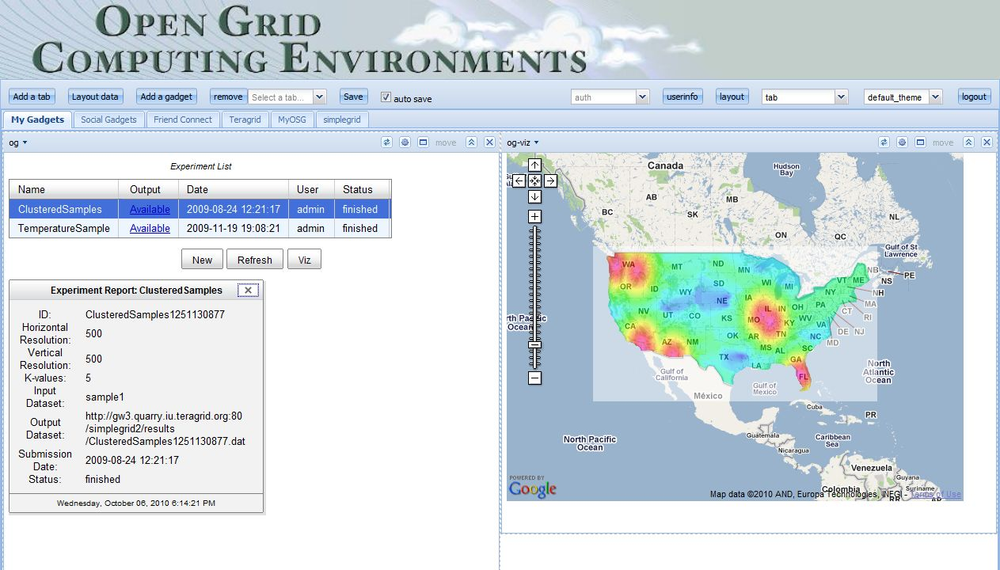 OPEN GRID
COMPUTING ENVIRONMENTS
Add a tab Layout data Add a gadget remove Select a tab... Save auto save auth userinfo layout tab default_theme logout
My Gadgets Social Gadgets Friend Connect Teragrid MyOSG simplegrid
og move
Experiment List
Name Output Date User Status
ClusteredSamples Available 2009-08-24 12:21:17 admin finished
TemperatureSample Available 2009-11-19 19:08:21 admin finished
New Refresh Viz
Experiment Report: ClusteredSamples
ID: ClusteredSamples1251130877
Horizontal
Resolution: 500
Vertical
Resolution: 500
K-values: 5
Input
Dataset: sample1
Output
Dataset:
http://gw3.quarry.iu.teragrid.org:80
/simplegrid2/results
/ClusteredSamples1251130877.dat
Submission
Date: 2009-08-24 12:21:17
Status: finished
Wednesday, October 06, 2010 6:14:21 PM
og-viz move
Canada
Hudson
Bay
AB
MB
BC
SK
NL
ON
QC
Gulf of St
Lawrence
WA
MT
ND
MN
NB
PE
OR
ID
SD
WI
MI
VT
ME
NS
WY
NY
NH
NE
IA
PA
MA
NV
UT
CO
IL
IN
OH
CT
RI
CA
KS
MO
KY
WV
VA
DE
NJ
AZ
NM
OK
AR
TN
NC
MD
MS
AL
SC
TX
LA
GA
FL
North
Atlantic
Ocean
Gulf of
California
Gulf of
Mexico
México
Cuba
PR
North Pacific
Ocean
Guatemala
Caribbean
Sea
Nicaragua
Venezuela
Guyana
Suriname
Colombia
RR
AP
POWERED BY
Google
Map data ©2010 AND, Europa Technologies, INEGI - Terms of Use